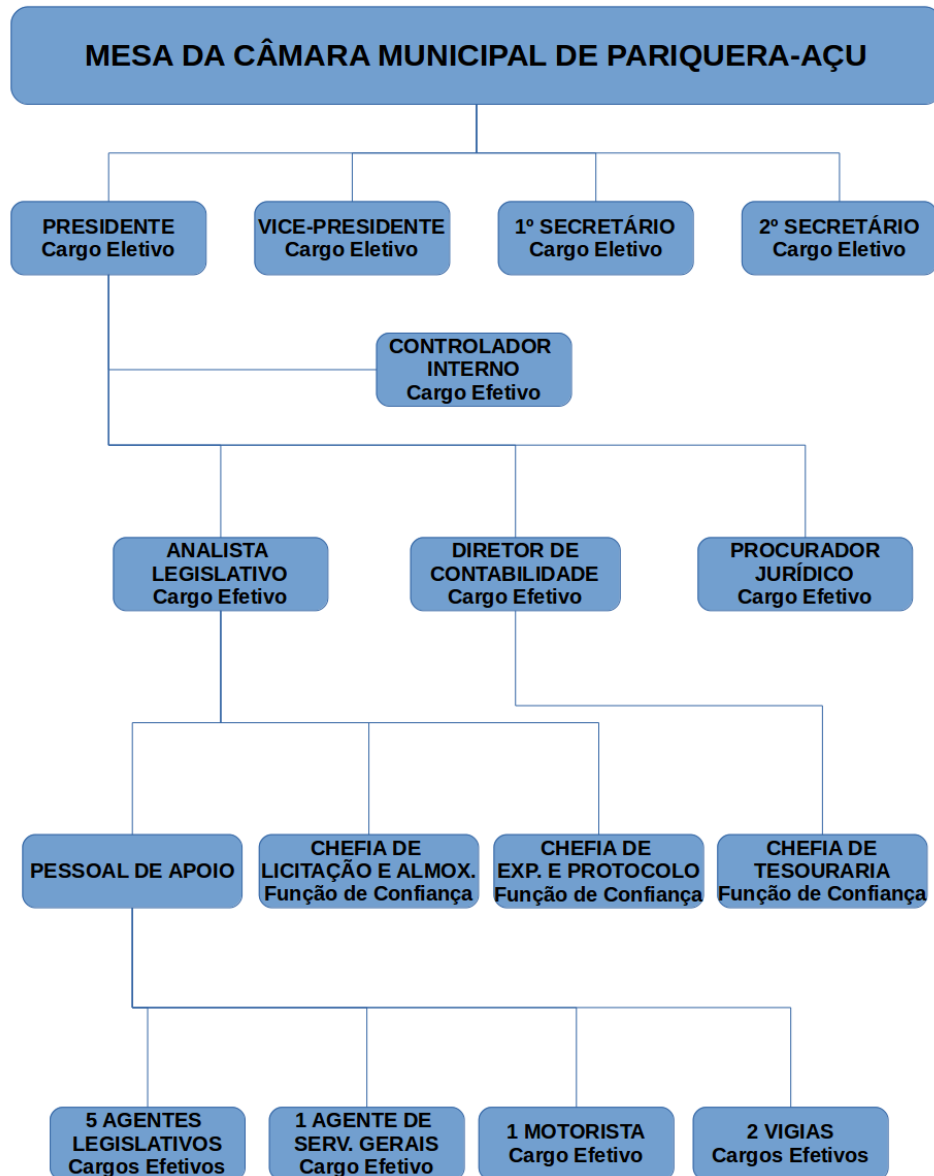 MESA DA CÂMARA MUNICIPAL DE PARIQUERA-AÇU
PRESIDENTE
Cargo Eletivo
VICE-PRESIDENTE
Cargo Eletivo
1º SECRETÁRIO
Cargo Eletivo
2º SECRETÁRIO
Cargo Eletivo
CONTROLADOR
INTERNO
Cargo Efetivo
ANALISTA
LEGISLATIVO
Cargo Efetivo
DIRETOR DE
CONTABILIDADE
Cargo Efetivo
PROCURADOR
JURÍDICO
Cargo Efetivo
PESSOAL DE APOIO
CHEFIA DE
LICITAÇÃO E ALMOX.
Função de Confiança
CHEFIA DE
EXP. E PROTOCOLO
Função de Confiança
CHEFIA DE
TESOURARIA
Função de Confiança
5 AGENTES
LEGISLATIVOS
Cargos Efetivos
1 AGENTE DE
SERV. GERAIS
Cargo Efetivo
1 MOTORISTA
Cargo Efetivo
2 VIGIAS
Cargos Efetivos